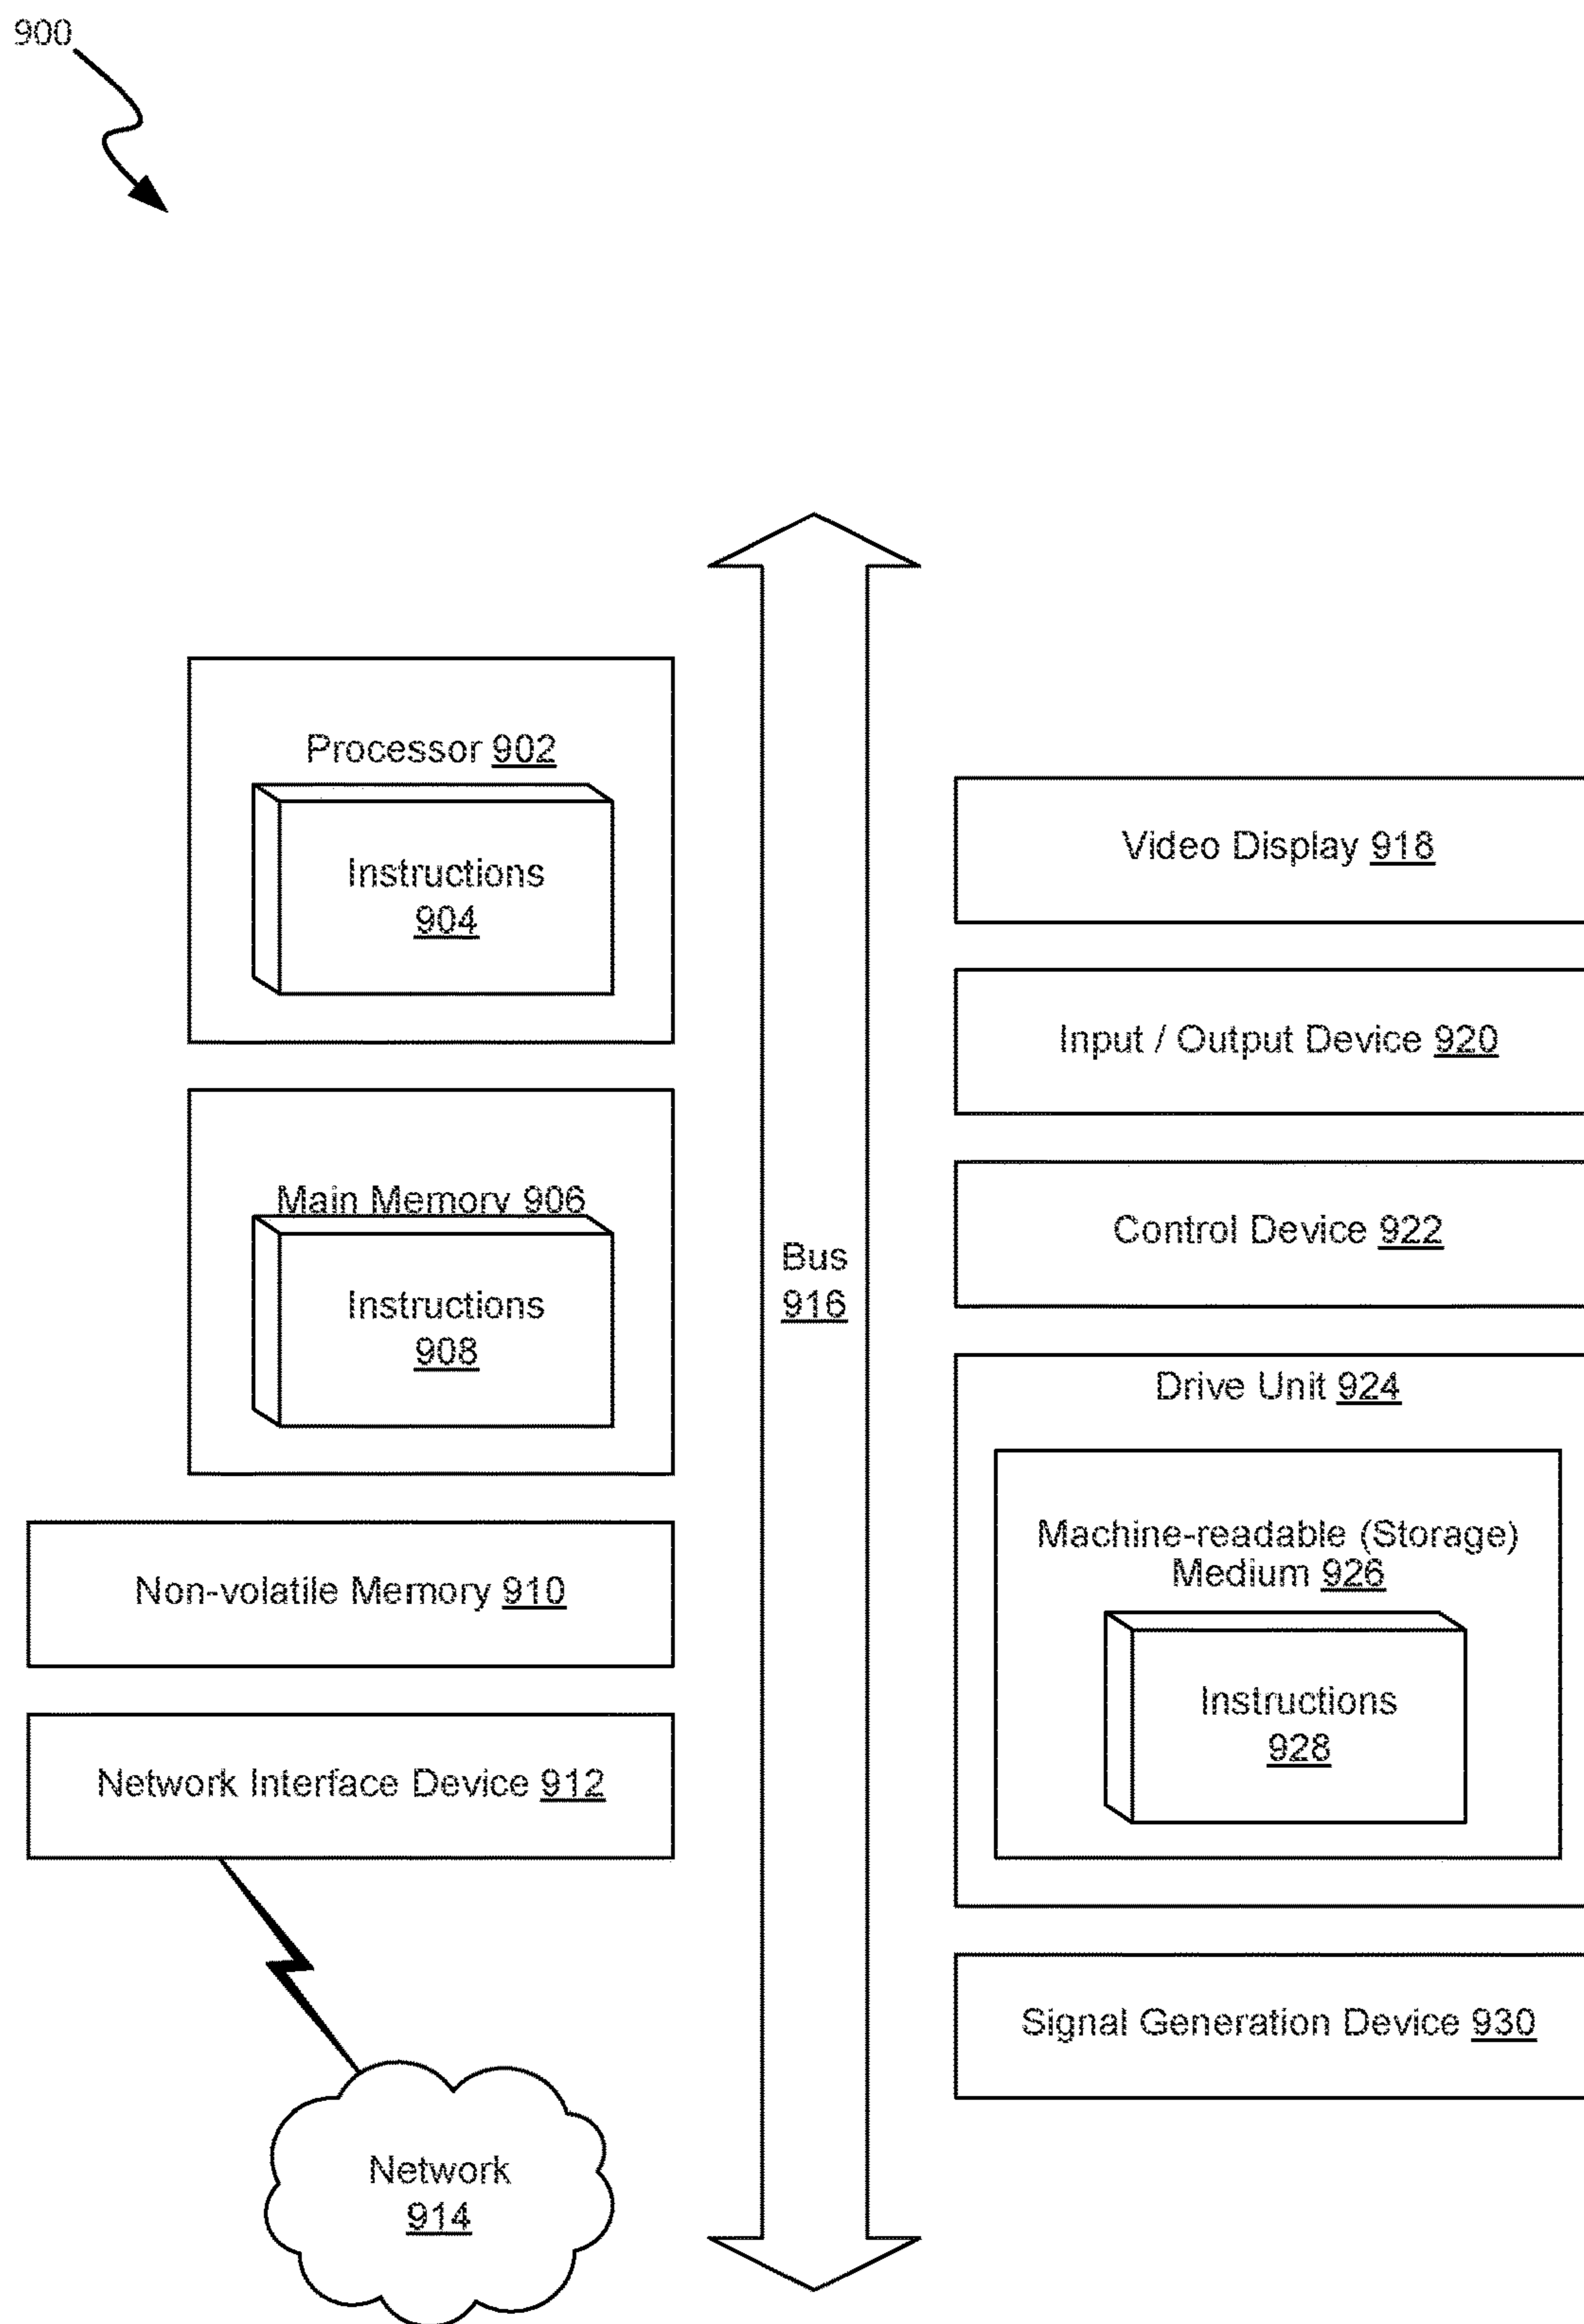 900
Processor 902
Instructions
904
Main Memory 906
Instructions
908
Non-volatile Memory 910
Network Interface Device 912
Network
914
Bus
916
Video Display 918
Input / Output Device 920
Control Device 922
Drive Unit 924
Machine-readable (Storage)
Medium 926
Instructions
928
Signal Generation Device 930